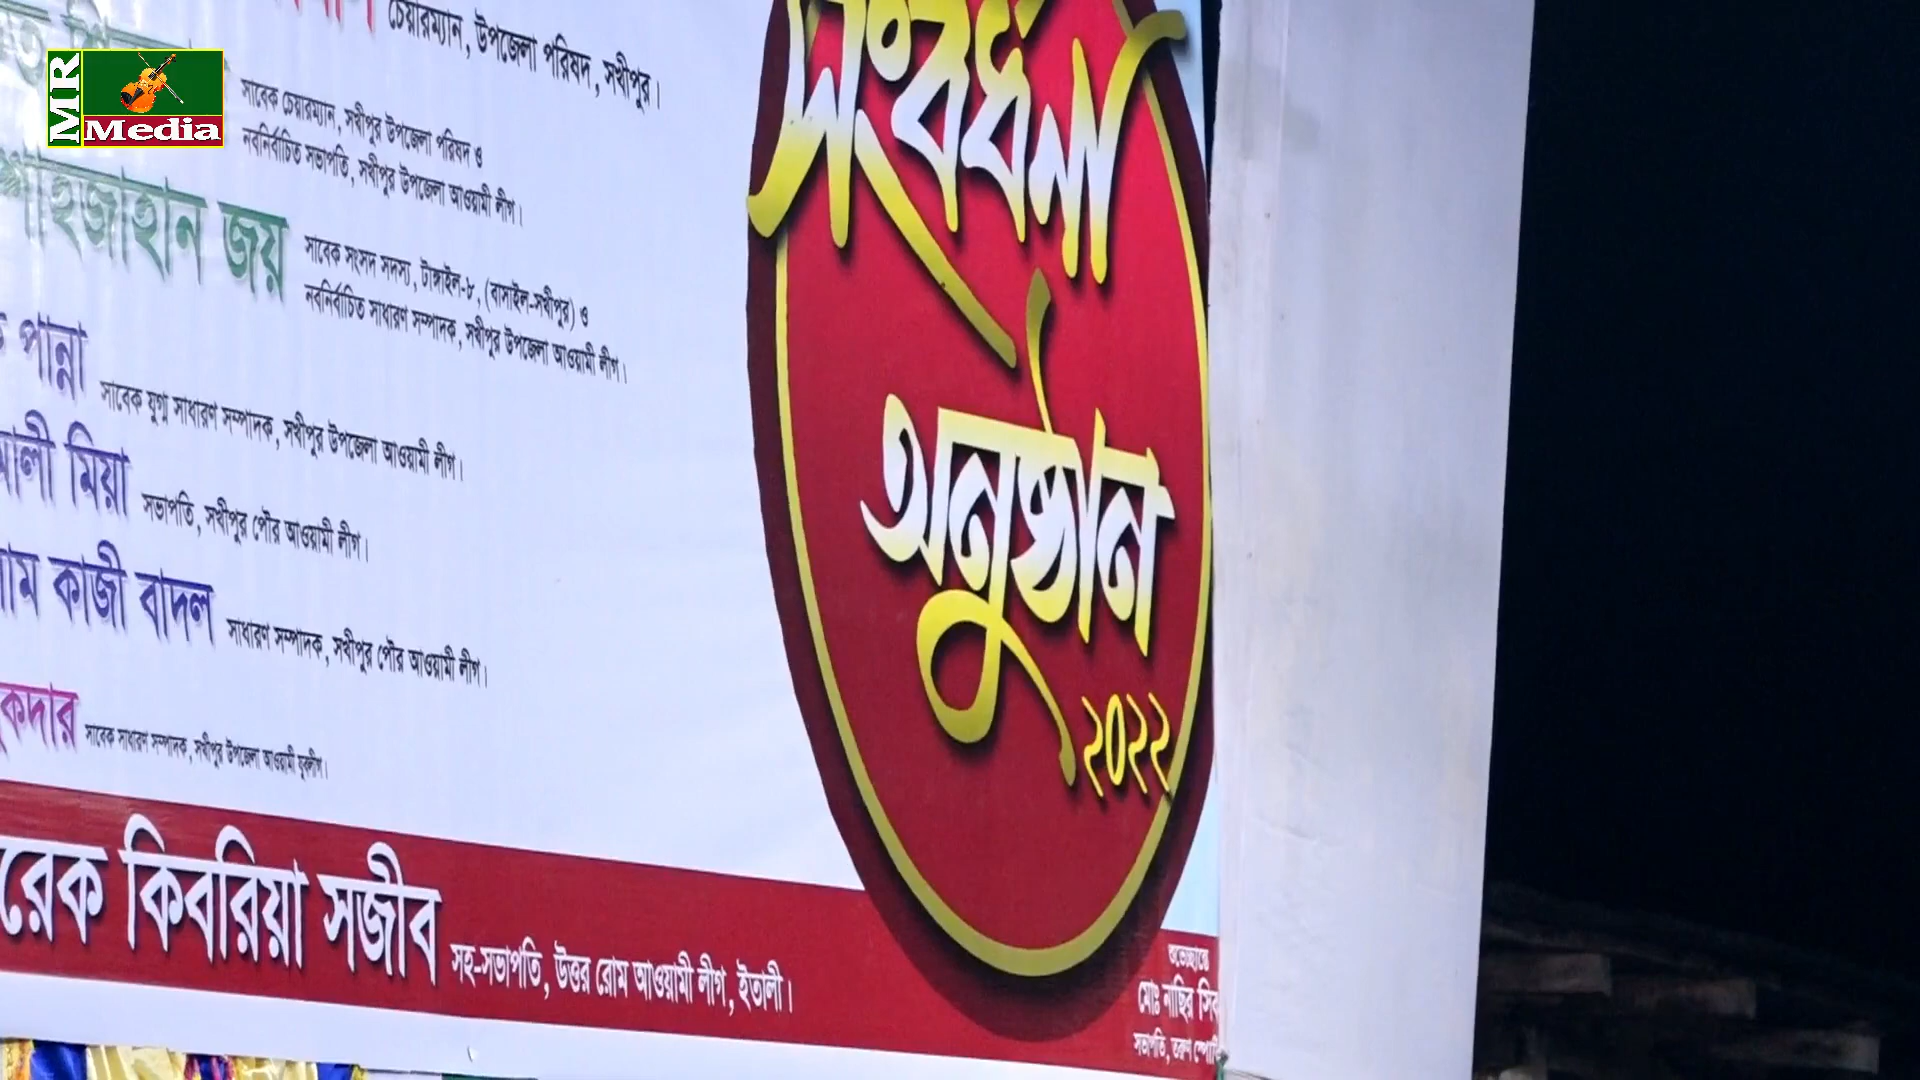 চেয়ারম্যান, উপজেলা পরিষদ, সখীপুর।
MR
Media
সাবেক চেয়ারম্যান, সখীপুর উপজেলা পরিষদ ও
নবনির্বাচিত সভাপতি, সখীপুর উপজেলা আওয়ামী লীগ।
শাহজাহান জয়
সাবেক সংসদ সদস্য, টাঙ্গাইল-৮, (বাসাইল-সখীপুর) ও
নবনির্বাচিত সাধারণ সম্পাদক, সখীপুর উপজেলা আওয়ামী লীগ।
পান্না সাবেক যুগ্ম সাধারণ সম্পাদক, সখীপুর উপজেলা আওয়ামী লীগ।
মিয়া সভাপতি, সখীপুর পৌর আওয়ামী লীগ।
কাজী বাদল সাধারণ সম্পাদক, সখীপুর পৌর আওয়ামী লীগ।
সাবেক সাধারণ সম্পাদক, সখীপুর উপজেলা আওয়ামী যুবলীগ।
কিবরিয়া সজীব সহ-সভাপতি, উত্তর রোম আওয়ামী লীগ, ইতালী।
সংবর্ধনা
অনুষ্ঠান
২০২২
শুভেচ্ছান্তে
মোঃ নাছির
সভাপতি, তরুণ